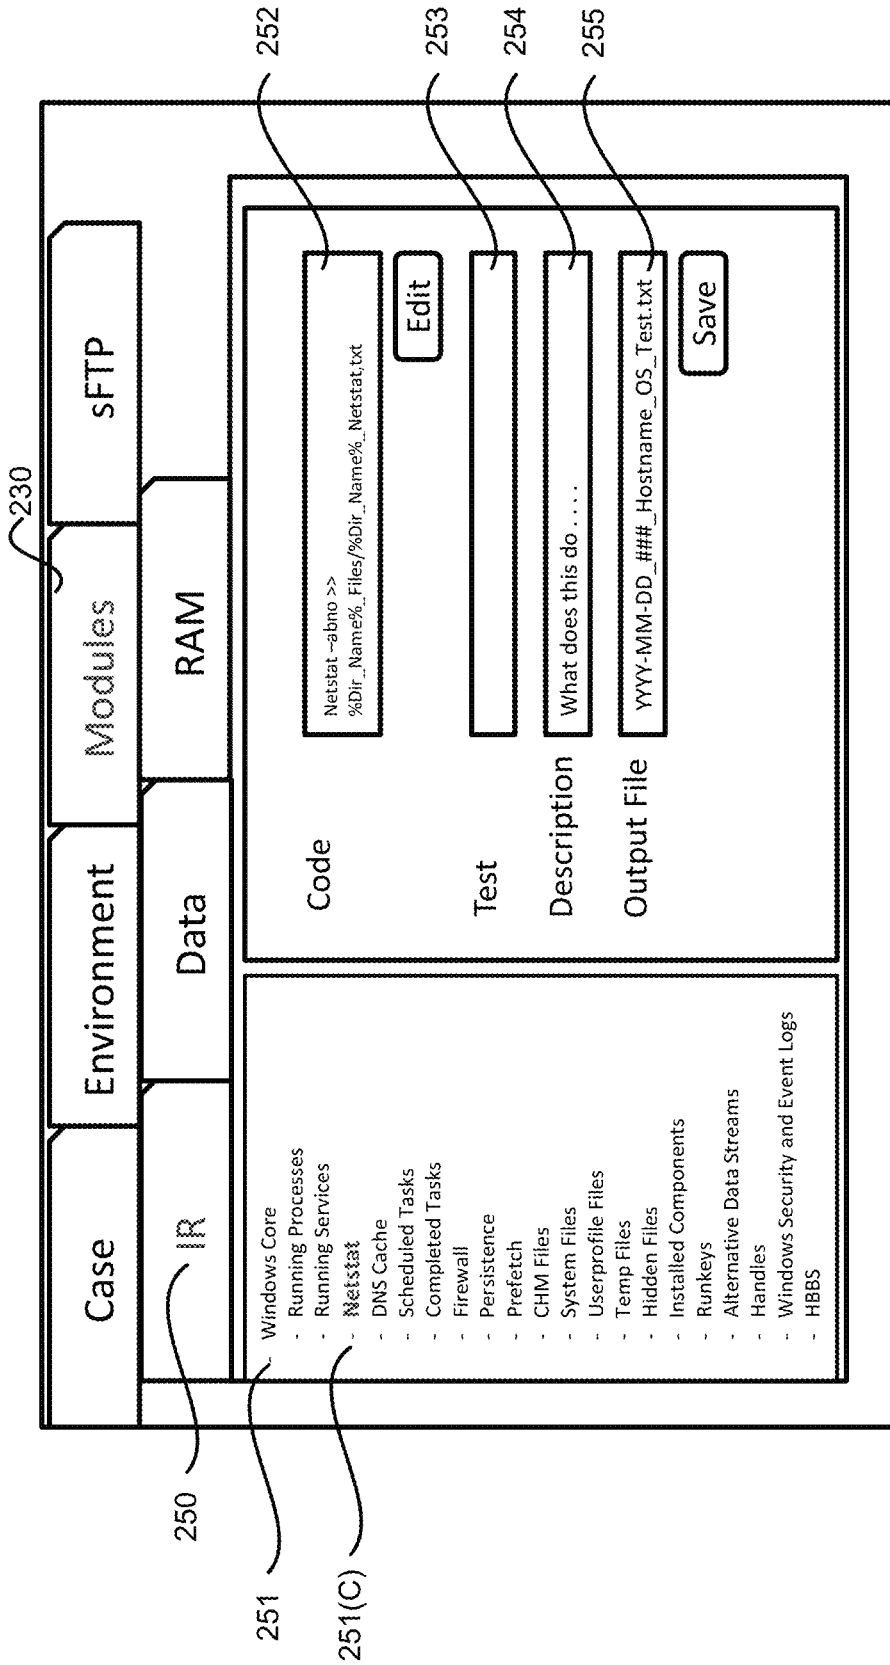 230
Case
Environment
Modules
sFTP
IR
Data
RAM
250
251
251(C)
- Windows Core
- Running Processes
- Running Services
- Netstat
- DNS Cache
- Scheduled Tasks
- Completed Tasks
- Firewall
- Persistence
- Prefetch
- CHM Files
- System Files
- Userprofile Files
- Temp Files
- Hidden Files
- Installed Components
- Runkeys
- Alternative Data Streams
- Handles
- Windows Security and Event Logs
- HBBS
Code
Netstat –abno >>
%Dir_Name%_Files/%Dir_Name%_Netstat,txt
252
Edit
Test
253
Description
What does this do . . . .
254
Output File
YYYY-MM-DD_###_Hostname_OS_Test.txt
255
Save